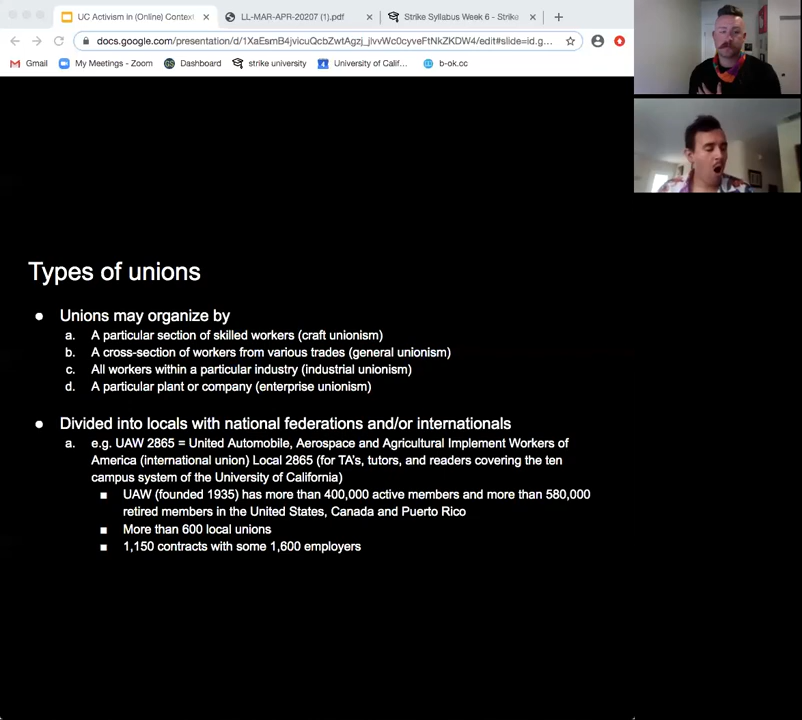 UC Activism In (Online) Context
LL-MAR-APR-20207 (1).pdf
Strike Syllabus Week 6 - Strike
docs.google.com/presentation/d/1XaEsmB4jvicuQcbZwtAgzj_jlvvWc0cyveFtNkZKDW4/edit#slide=id.g...
Gmail
My Meetings - Zoom
Dashboard
strike university
University of Calif...
b-ok.cc
Types of unions
● Unions may organize by
a. A particular section of skilled workers (craft unionism)
b. A cross-section of workers from various trades (general unionism)
c. All workers within a particular industry (industrial unionism)
d. A particular plant or company (enterprise unionism)
● Divided into locals with national federations and/or internationals
a. e.g. UAW 2865 = United Automobile, Aerospace and Agricultural Implement Workers of
America (international union) Local 2865 (for TA's, tutors, and readers covering the ten
campus system of the University of California)
■ UAW (founded 1935) has more than 400,000 active members and more than 580,000
retired members in the United States, Canada and Puerto Rico
■ More than 600 local unions
■ 1,150 contracts with some 1,600 employers